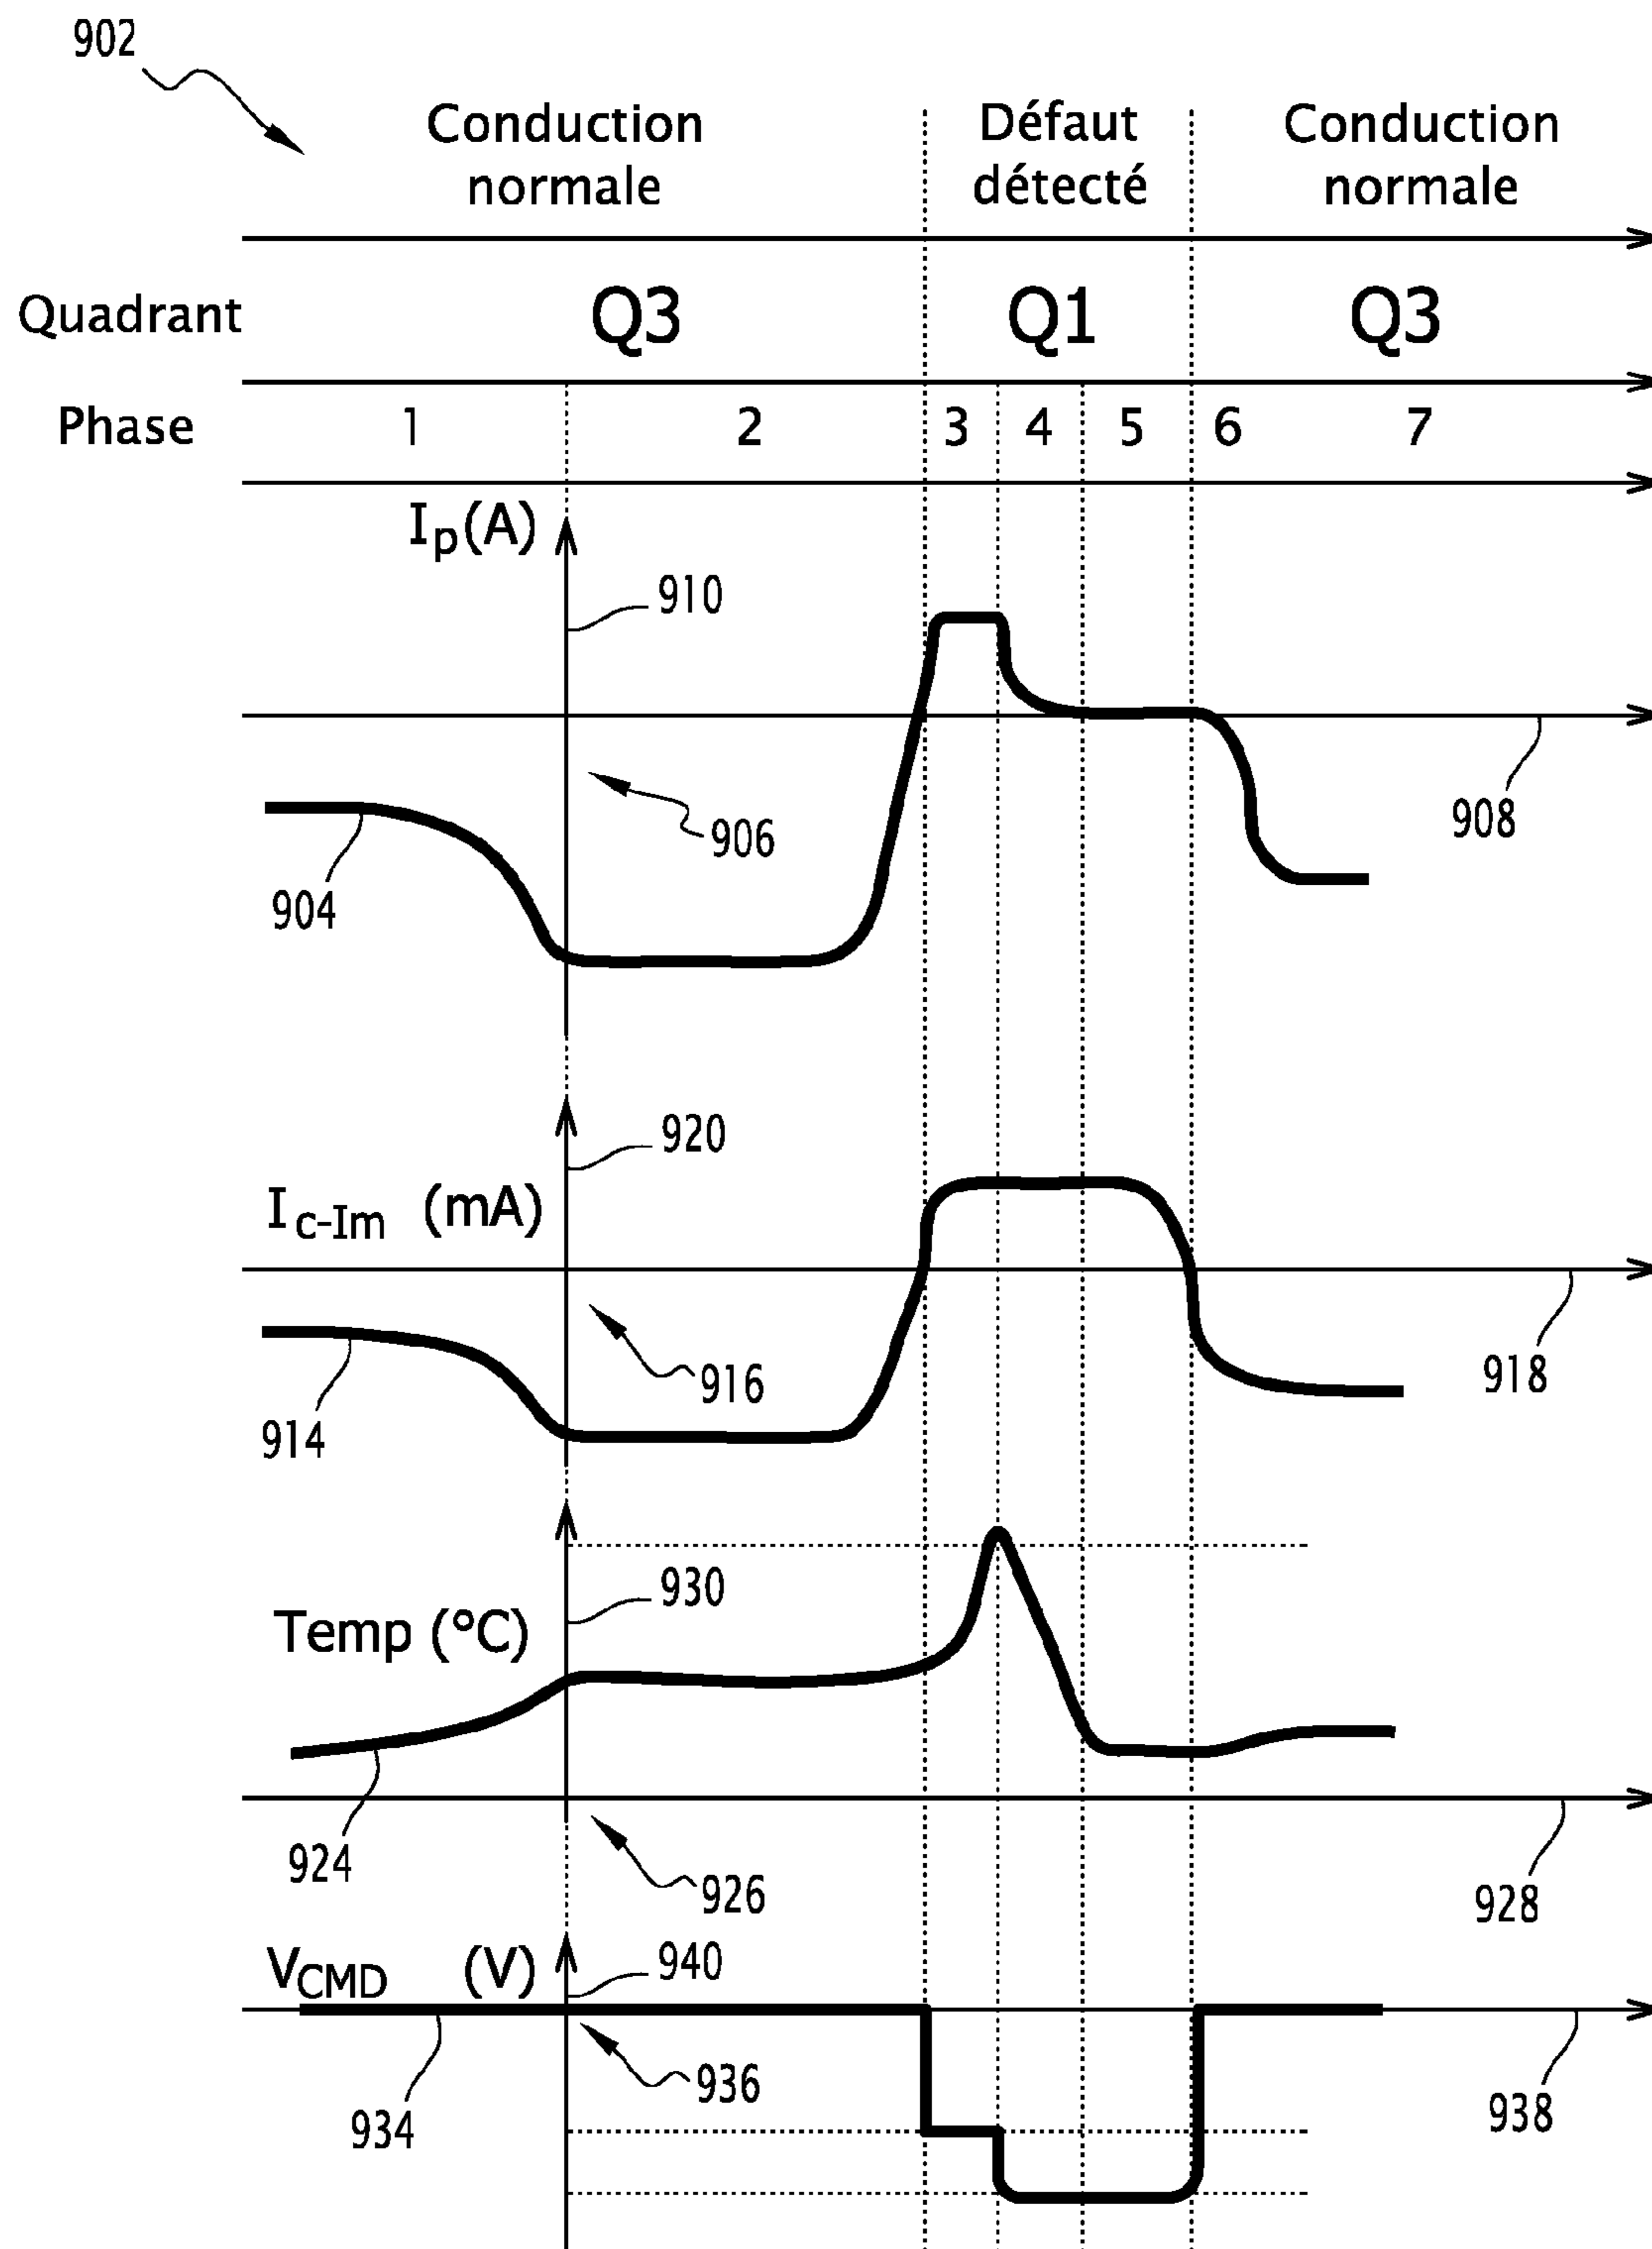 902
Conduction normale
Défaut détecté
Conduction normale
Quadrant Q3 Q1 Q3
Phase 1 2 3 4 5 6 7
Ip(A)
910
906
908
904
920
Ic-Im (mA)
916
918
914
930
Temp (°C)
924
926
928
VCMD (V)
940
936
934
938